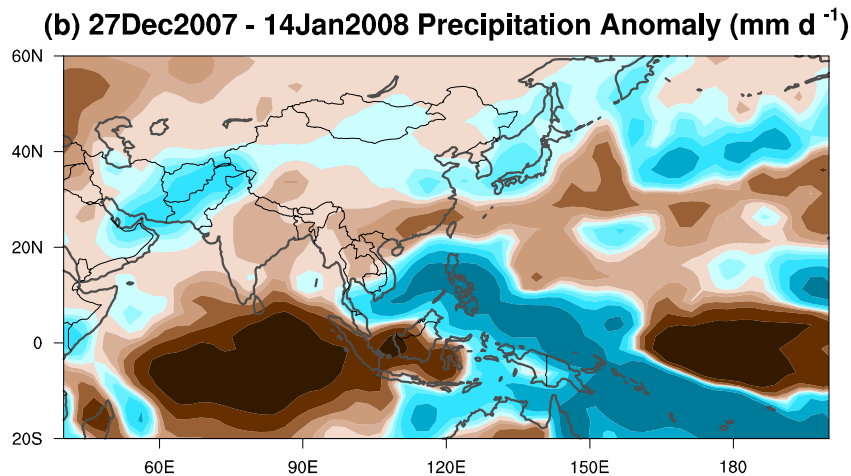 (b) 27Dec2007 - 14Jan2008 Precipitation Anomaly (mm d -1)
60N
40N
20N
0
20S
60E 90E 120E 150E 180